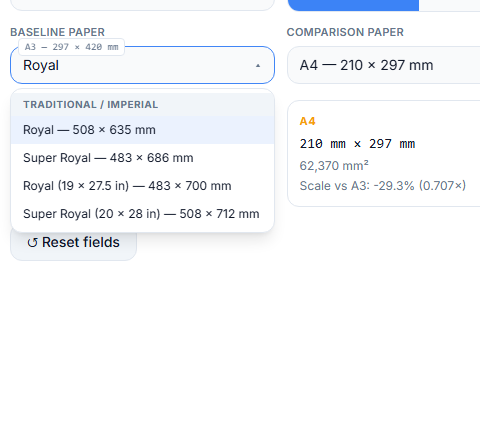 BASELINE PAPER
A3 — 297 × 420 mm
Royal
TRADITIONAL / IMPERIAL
Royal — 508 × 635 mm
Super Royal — 483 × 686 mm
Royal (19 × 27.5 in) — 483 × 700 mm
Super Royal (20 × 28 in) — 508 × 712 mm
↺ Reset fields
COMPARISON PAPER
A4 — 210 × 297 mm
A4
210 mm × 297 mm
62,370 mm²
Scale vs A3: -29.3% (0.707×)